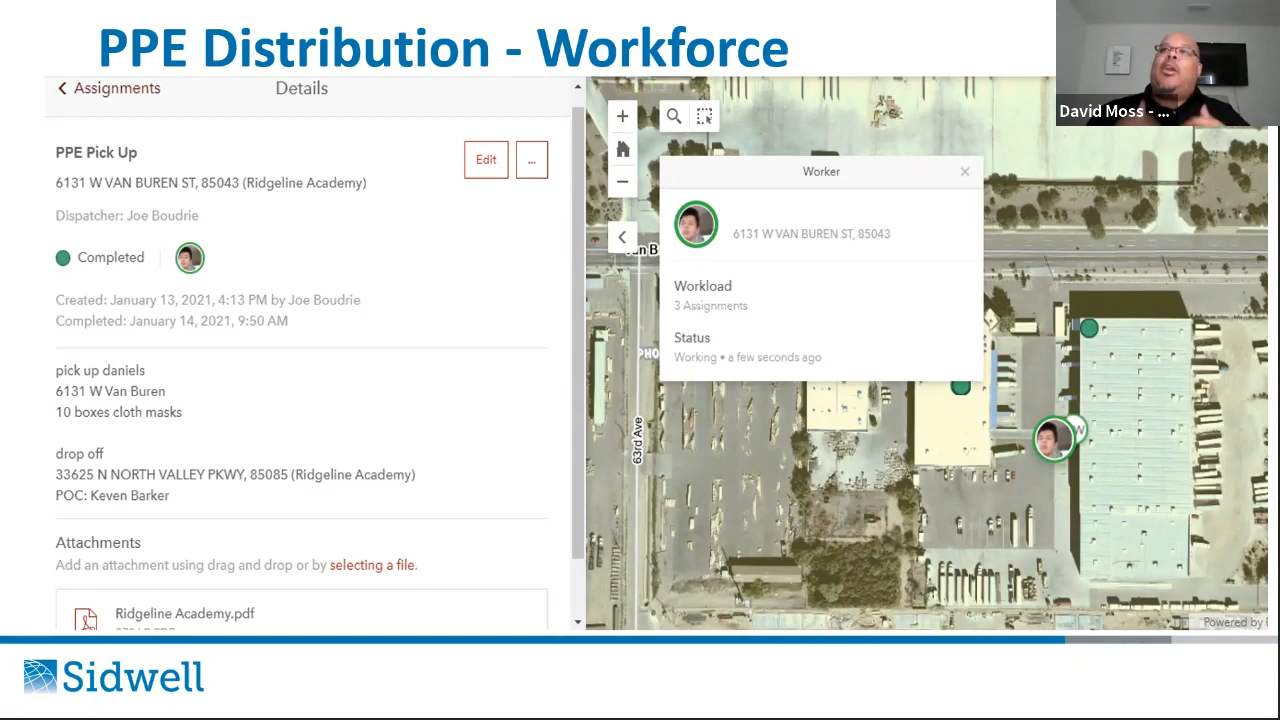 PPE Distribution - Workforce
David Moss - ...
Assignments
Details
PPE Pick Up
Edit
...
6131 W VAN BUREN ST, 85043 (Ridgeline Academy)
Dispatcher: Joe Boudrie
Completed
Created: January 13, 2021, 4:13 PM by Joe Boudrie
Completed: January 14, 2021, 9:50 AM
pick up daniels
6131 W Van Buren
10 boxes cloth masks
drop off
33625 N NORTH VALLEY PKWY, 85085 (Ridgeline Academy)
POC: Keven Barker
Attachments
Add an attachment using drag and drop or by selecting a file.
Ridgeline Academy.pdf
Worker
6131 W VAN BUREN ST, 85043
Workload
3 Assignments
Status
Working • a few seconds ago
an B
PHO
63rd Ave
W
Powered by E
Sidwell